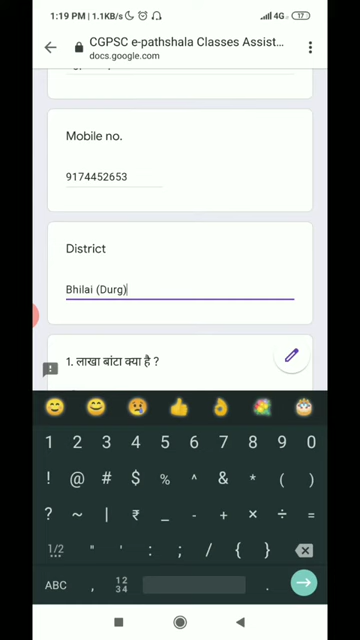 1:19 PM | 1.1KB/s
4G 17
CGPSC e-pathshala Classes Assist...
docs.google.com
Mobile no.
9174452653
District
Bhilai (Durg)
1. लाखा बांटा क्या है ?
1 2 3 4 5 6 7 8 9 0
! @ # $ % ^ & * ( )
? ~ | ₹ _ - + × ÷ =
1/2 " ' : ; / { }
ABC , 12 34 .